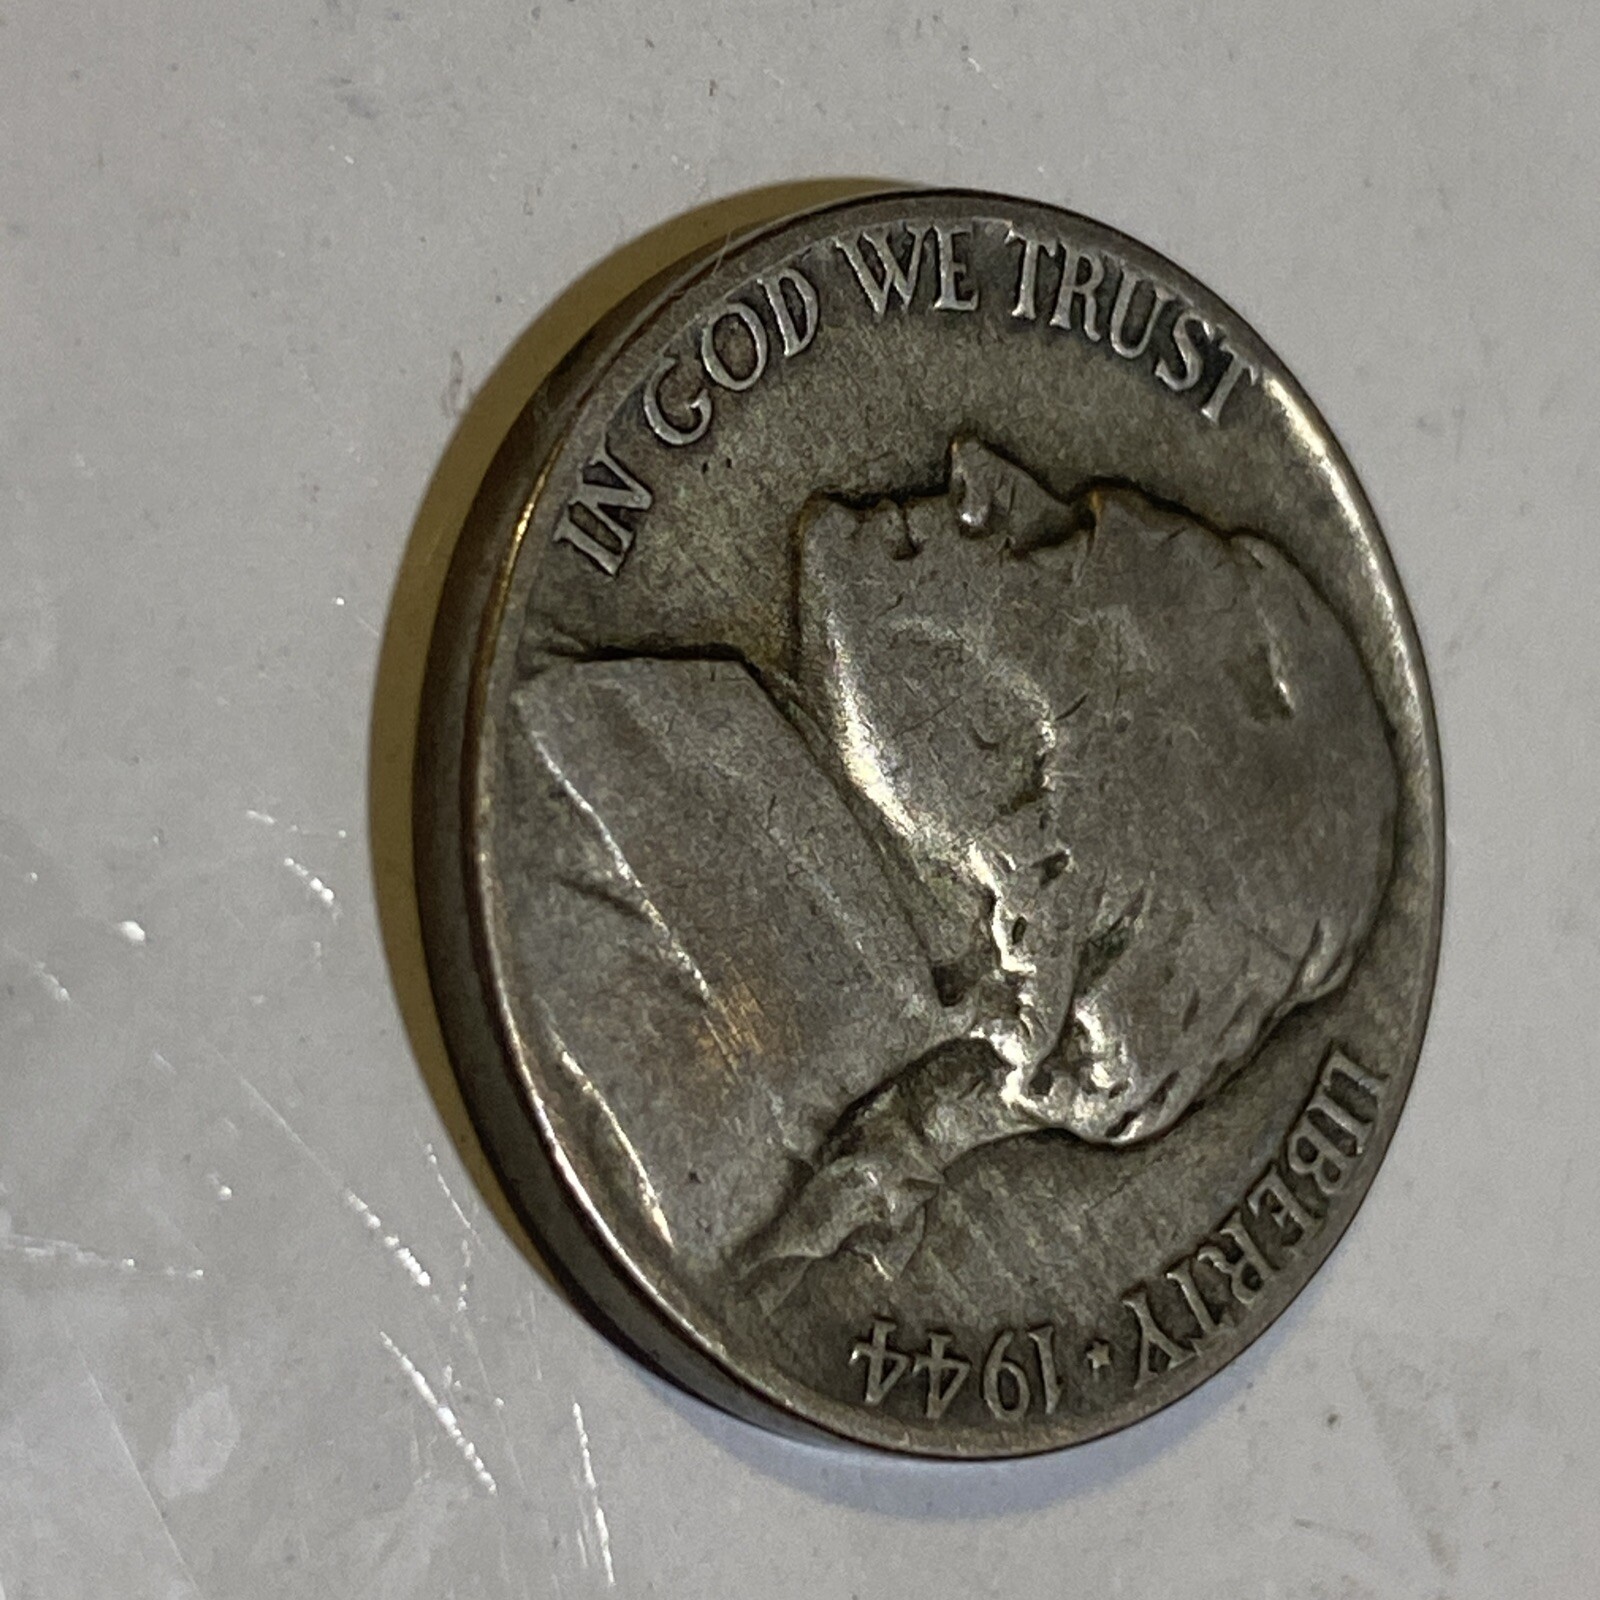 IN GOD WE TRUST
LIBERTY ★ 1944